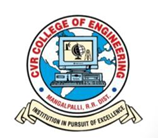 CVR COLLEGE OF ENGINEERING
MANGALPALLI, R.R. DIST.
INSTITUTION IN PURSUIT OF EXCELLENCE